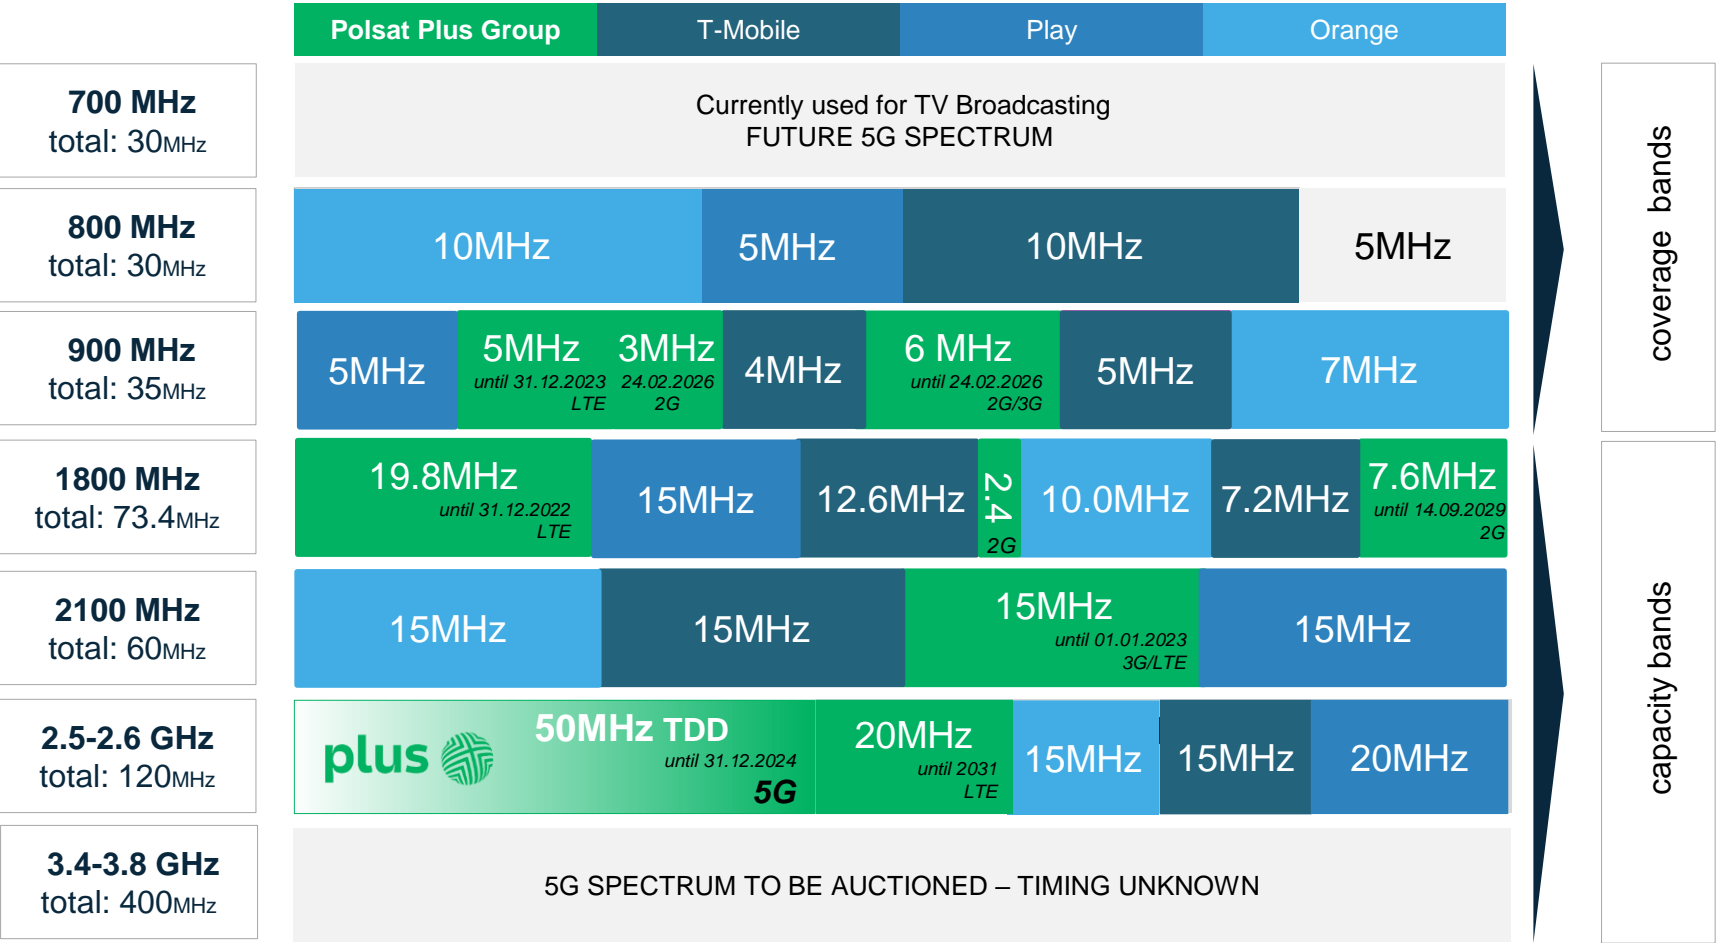 Polsat Plus Group
T-Mobile
Play
Orange
700 MHz
total: 30MHz
Currently used for TV Broadcasting
FUTURE 5G SPECTRUM
800 MHz
total: 30MHz
10MHz
5MHz
10MHz
5MHz
900 MHz
total: 35MHz
5MHz
5MHz
until 31.12.2023
LTE
3MHz
24.02.2026
2G
4MHz
6 MHz
until 24.02.2026
2G/3G
5MHz
7MHz
coverage bands
1800 MHz
total: 73.4MHz
19.8MHz
until 31.12.2022
LTE
15MHz
12.6MHz
2.4
2G
10.0MHz
7.2MHz
7.6MHz
until 14.09.2029
2G
2100 MHz
total: 60MHz
15MHz
15MHz
15MHz
until 01.01.2023
3G/LTE
15MHz
2.5-2.6 GHz
total: 120MHz
plus
50MHz TDD
until 31.12.2024
5G
20MHz
until 2031
LTE
15MHz
15MHz
20MHz
3.4-3.8 GHz
total: 400MHz
5G SPECTRUM TO BE AUCTIONED – TIMING UNKNOWN
capacity bands